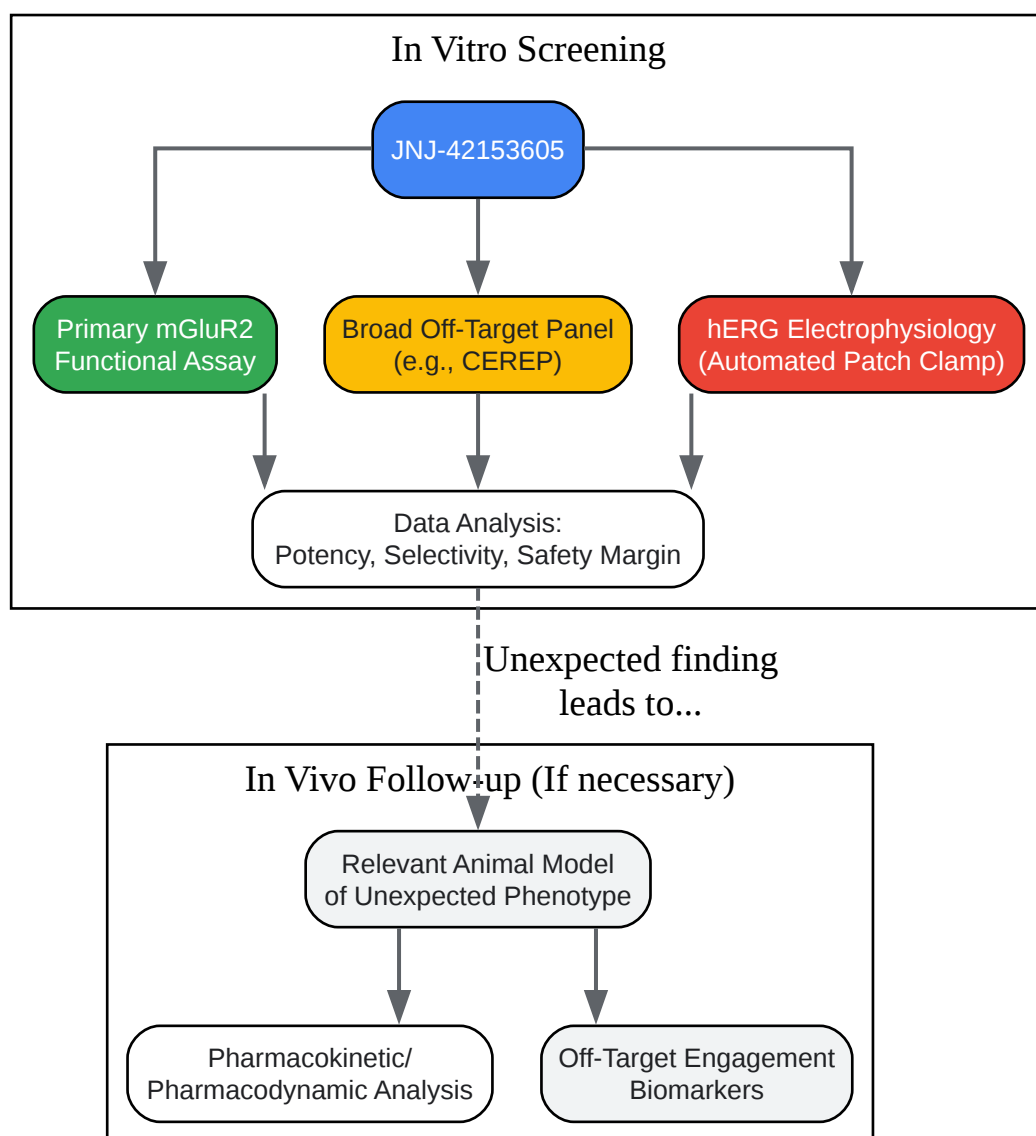 In Vitro Screening
JNJ-42153605
Primary mGluR2
Functional Assay
Broad Off-Target Panel
(e.g., CEREP)
hERG Electrophysiology
(Automated Patch Clamp)
Data Analysis:
Potency, Selectivity, Safety Margin
Unexpected finding
leads to...
In Vivo Follow-up (If necessary)
Relevant Animal Model
of Unexpected Phenotype
Pharmacokinetic/
Pharmacodynamic Analysis
Off-Target Engagement
Biomarkers